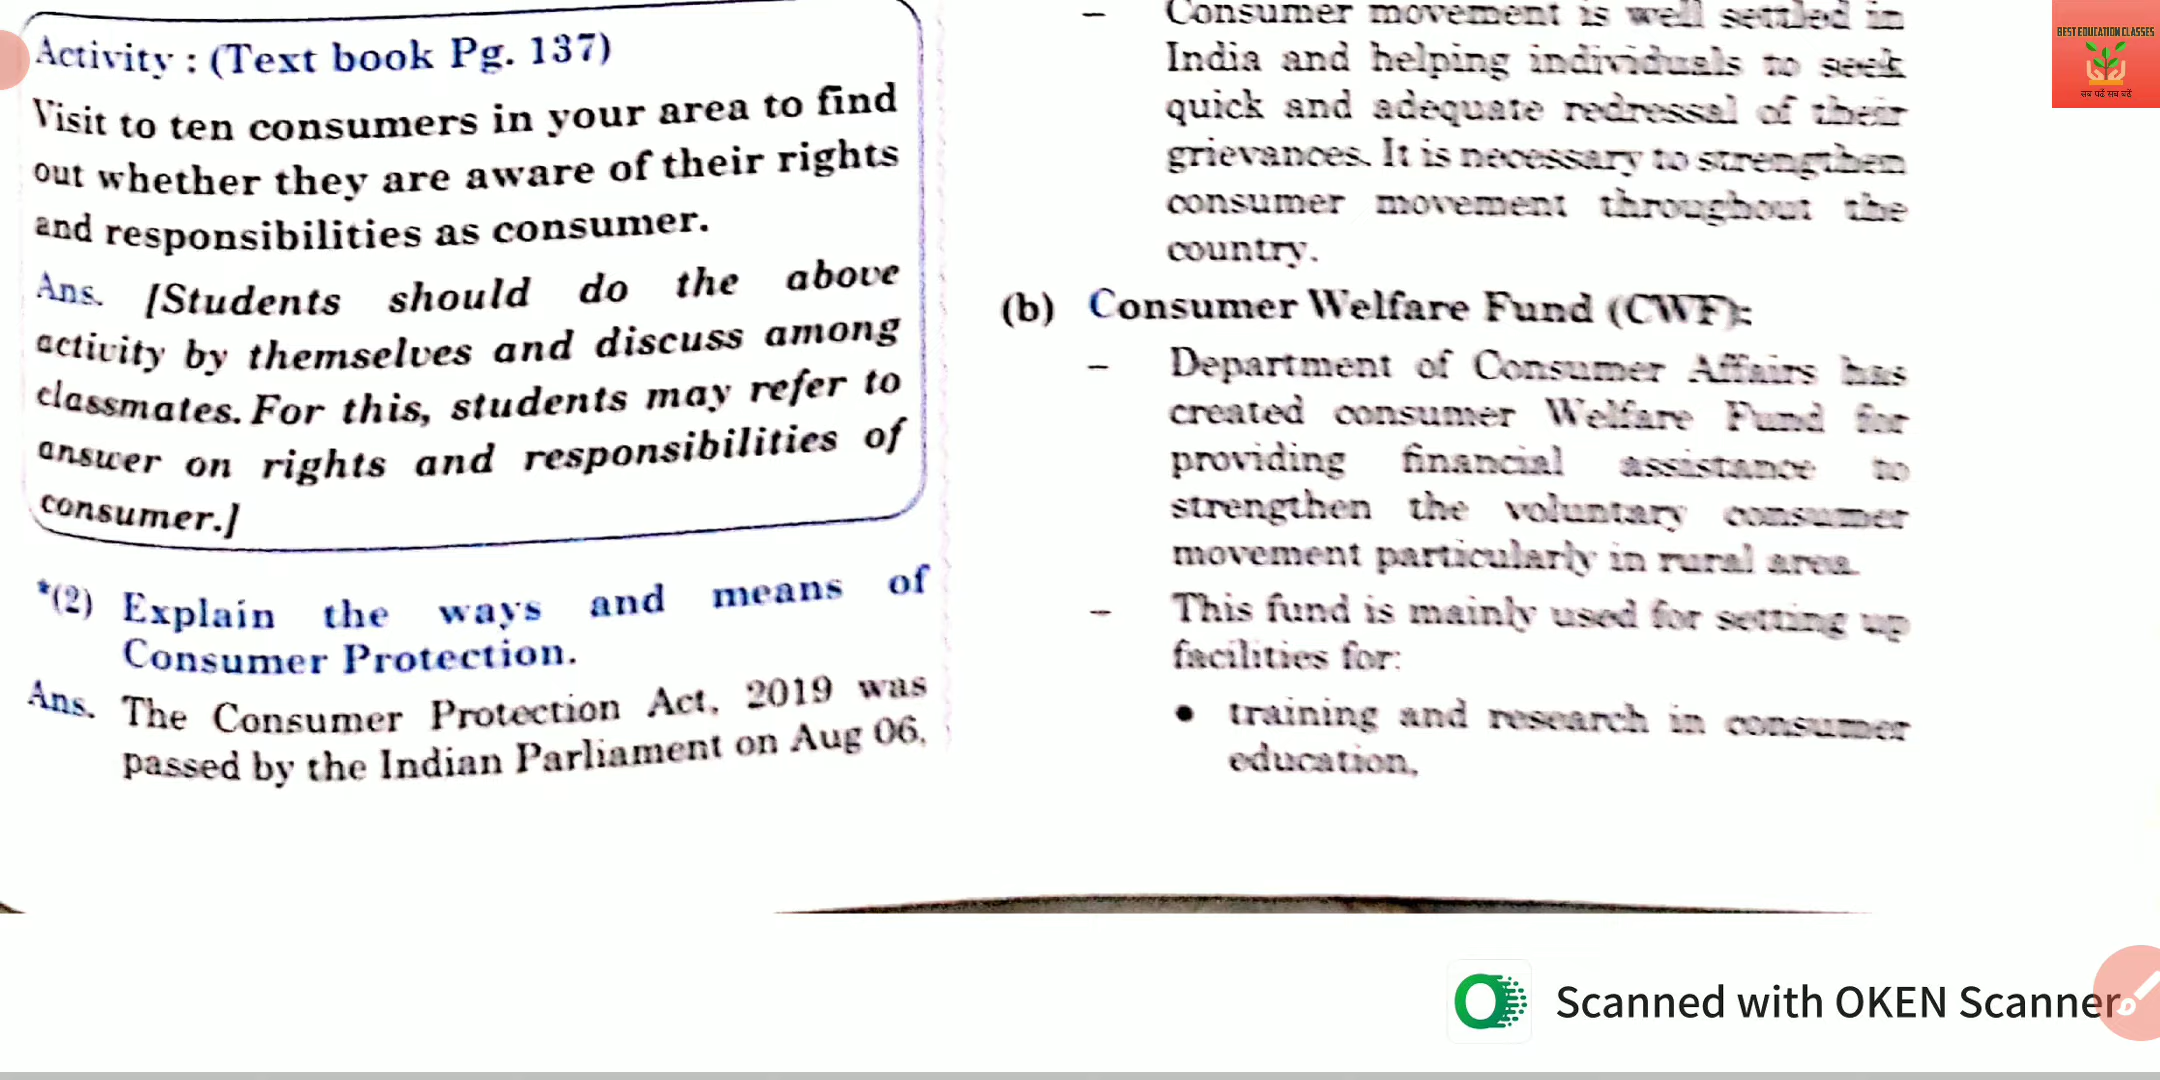 Activity : (Text book Pg. 137)
Visit to ten consumers in your area to find
out whether they are aware of their rights
and responsibilities as consumer.
Ans. [Students should do the above
activity by themselves and discuss among
classmates. For this, students may refer to
answer on rights and responsibilities of
consumer.]
*(2) Explain the ways and means of
Consumer Protection.
Ans. The Consumer Protection Act, 2019 was
passed by the Indian Parliament on Aug 06,
– Consumer movement is well settled in
India and helping individuals to seek
quick and adequate redressal of their
grievances. It is necessary to strengthen
consumer movement throughout the
country.
(b) Consumer Welfare Fund (CWF):
– Department of Consumer Affairs has
created consumer Welfare Fund for
providing financial assistance to
strengthen the voluntary consumer
movement particularly in rural area.
– This fund is mainly used for setting up
facilities for:
• training and research in consumer
education,
BEST EDUCATION CLASSES
सब पढें सब बढें
Scanned with OKEN Scanner